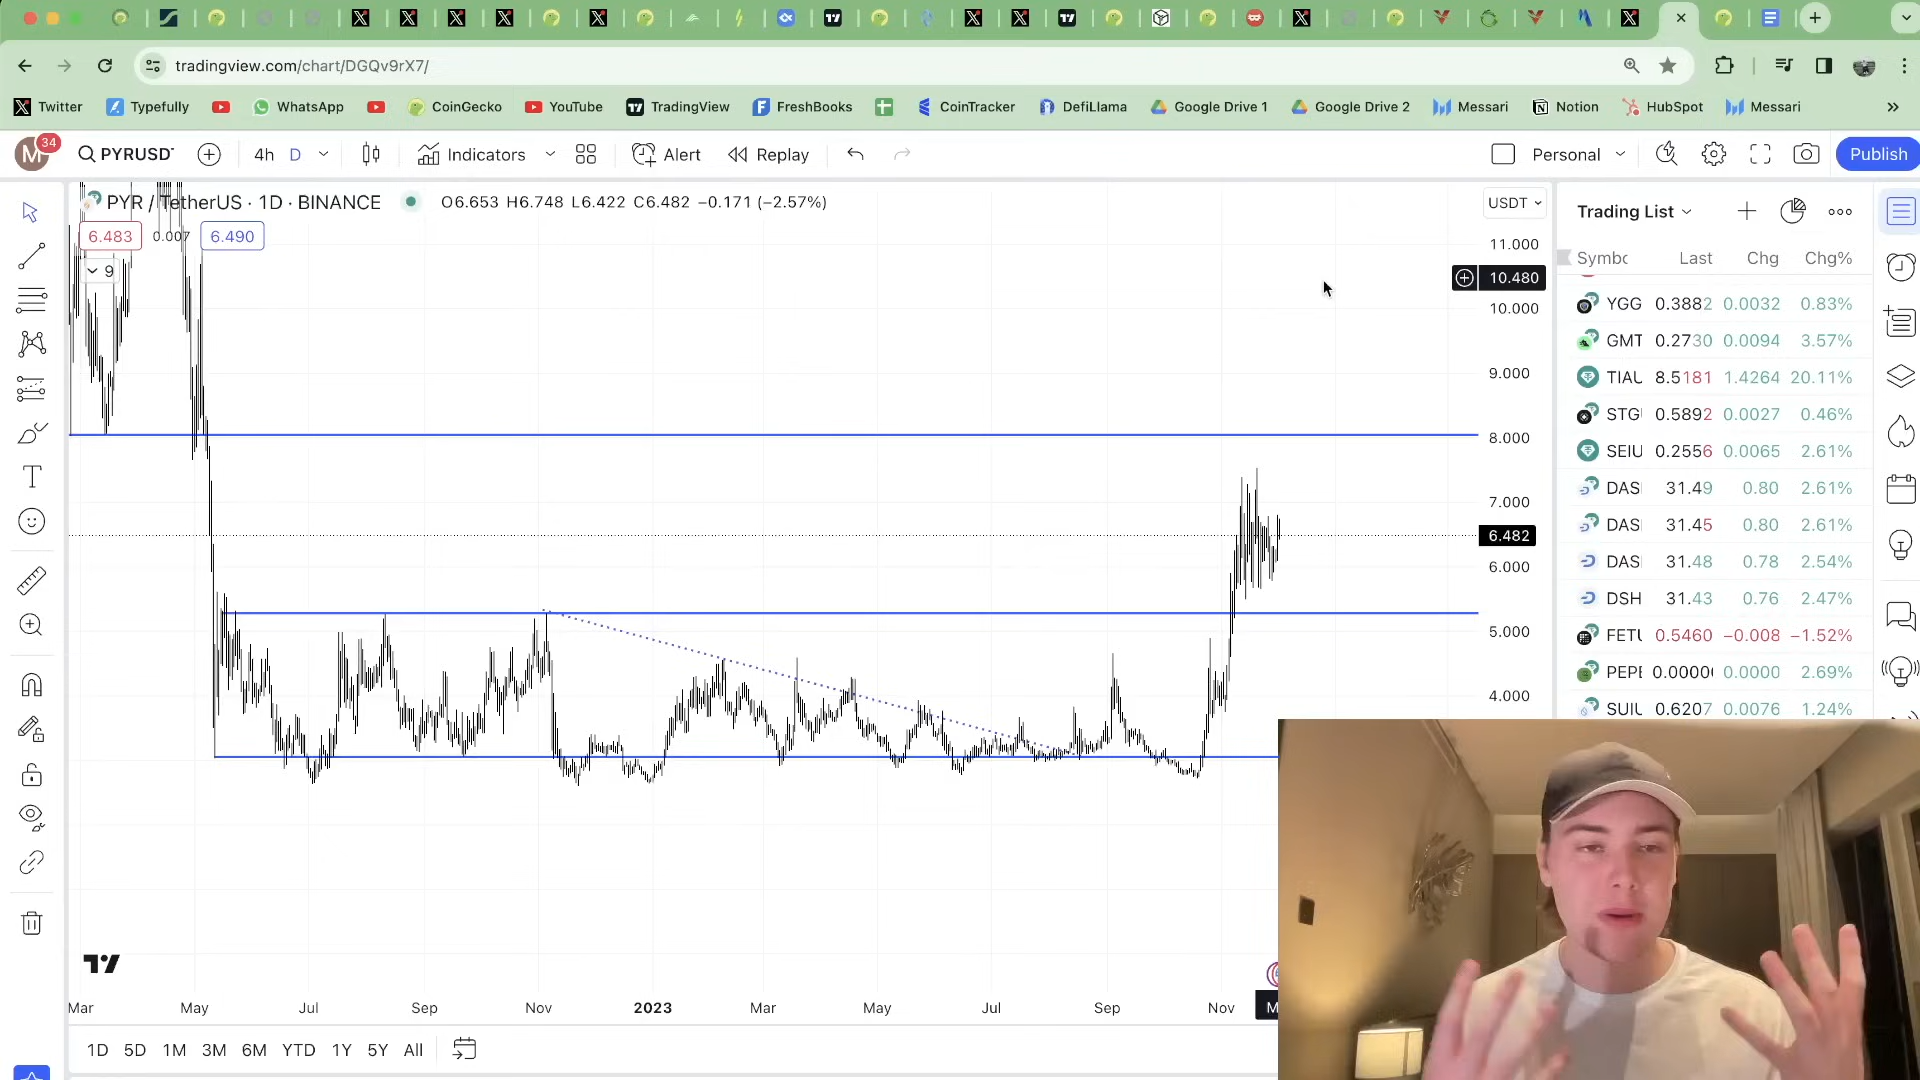 tradingview.com/chart/DGQv9rX7/
Twitter Typefully WhatsApp CoinGecko YouTube TradingView FreshBooks CoinTracker DefiLlama Google Drive 1 Google Drive 2 Messari Notion HubSpot Messari »
M 34 PYRUSD 4h D Indicators Alert Replay Personal Publish
PYR / TetherUS · 1D · BINANCE O6.653 H6.748 L6.422 C6.482 −0.171 (−2.57%) USDT
6.483 0.007 6.490
9
11.000
10.480
10.000
9.000
8.000
7.000
6.482
6.000
5.000
4.000
Trading List
Symbo Last Chg Chg%
YGG 0.3882 0.0032 0.83%
GMT 0.2730 0.0094 3.57%
TIAU 8.5181 1.4264 20.11%
STG 0.5892 0.0027 0.46%
SEIU 0.2556 0.0065 2.61%
DAS 31.49 0.80 2.61%
DAS 31.45 0.80 2.61%
DAS 31.48 0.78 2.54%
DSH 31.43 0.76 2.47%
FETU 0.5460 −0.008 −1.52%
PEPE 0.0000 0.0000 2.69%
SUIU 0.6207 0.0076 1.24%
Mar May Jul Sep Nov 2023 Mar May Jul Sep Nov M
1D 5D 1M 3M 6M YTD 1Y 5Y All